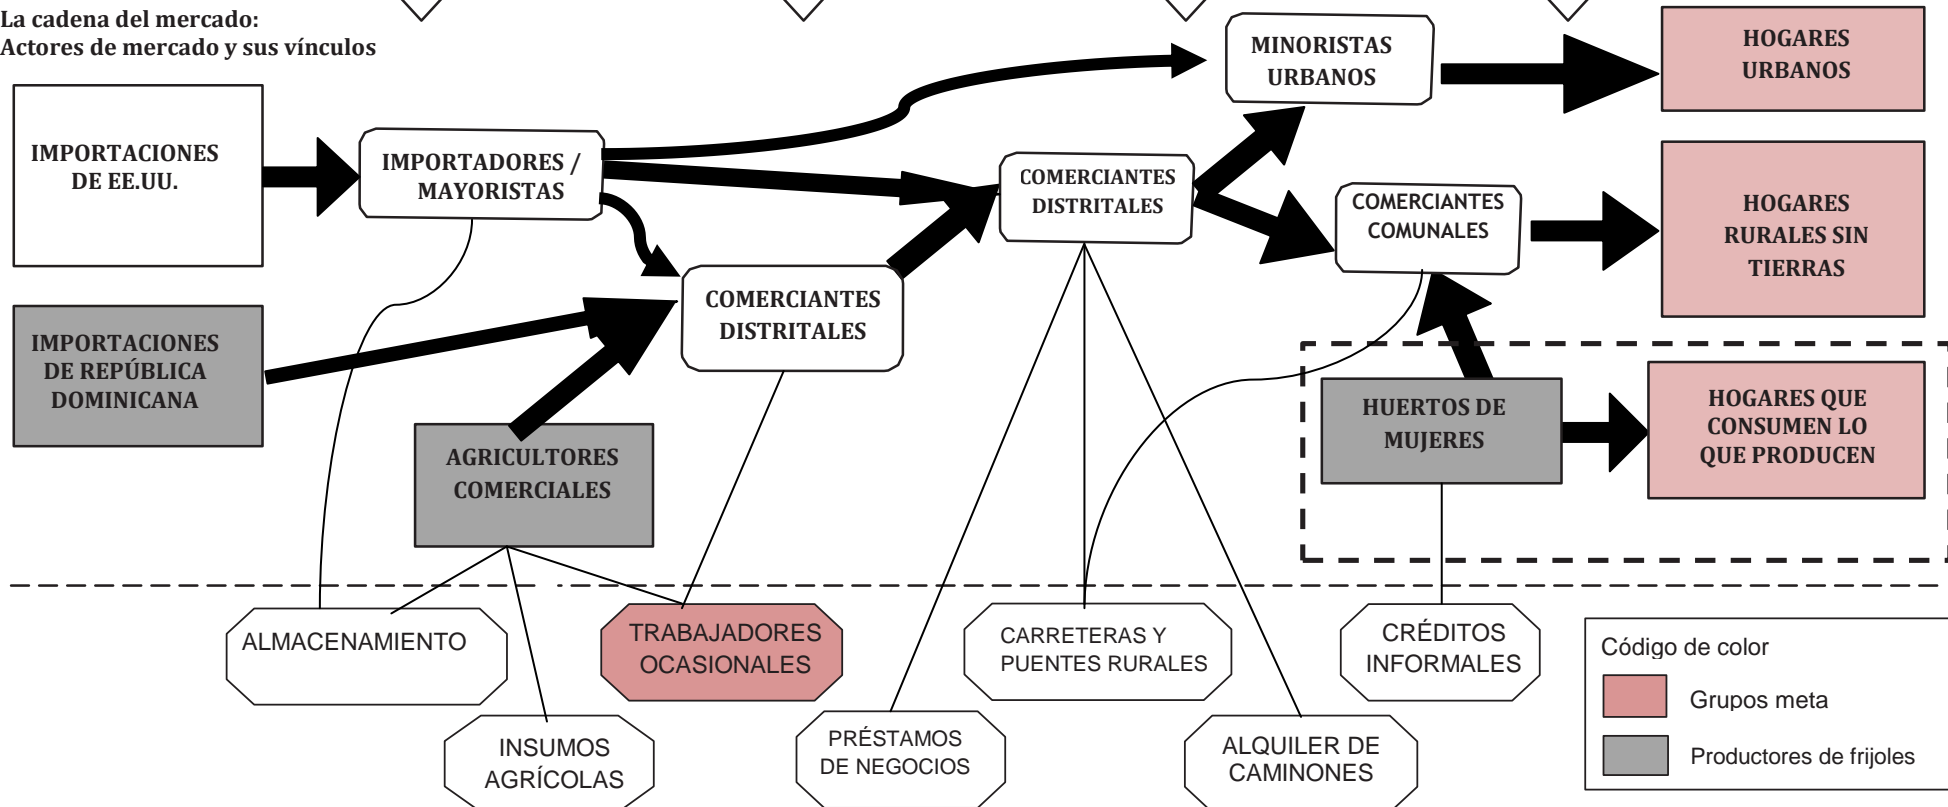 La cadena del mercado:
Actores de mercado y sus vínculos
IMPORTACIONES
DE EE.UU.
IMPORTADORES /
MAYORISTAS
MINORISTAS
URBANOS
HOGARES
URBANOS
COMERCIANTES
DISTRITALES
COMERCIANTES
COMUNALES
HOGARES
RURALES SIN
TIERRAS
IMPORTACIONES
DE REPÚBLICA
DOMINICANA
COMERCIANTES
DISTRITALES
AGRICULTORES
COMERCIALES
HUERTOS DE
MUJERES
HOGARES QUE
CONSUMEN LO
QUE PRODUCEN
ALMACENAMIENTO
TRABAJADORES
OCASIONALES
CARRETERAS Y
PUENTES RURALES
CRÉDITOS
INFORMALES
INSUMOS
AGRÍCOLAS
PRÉSTAMOS
DE NEGOCIOS
ALQUILER DE
CAMINONES
Código de color
Grupos meta
Productores de frijoles